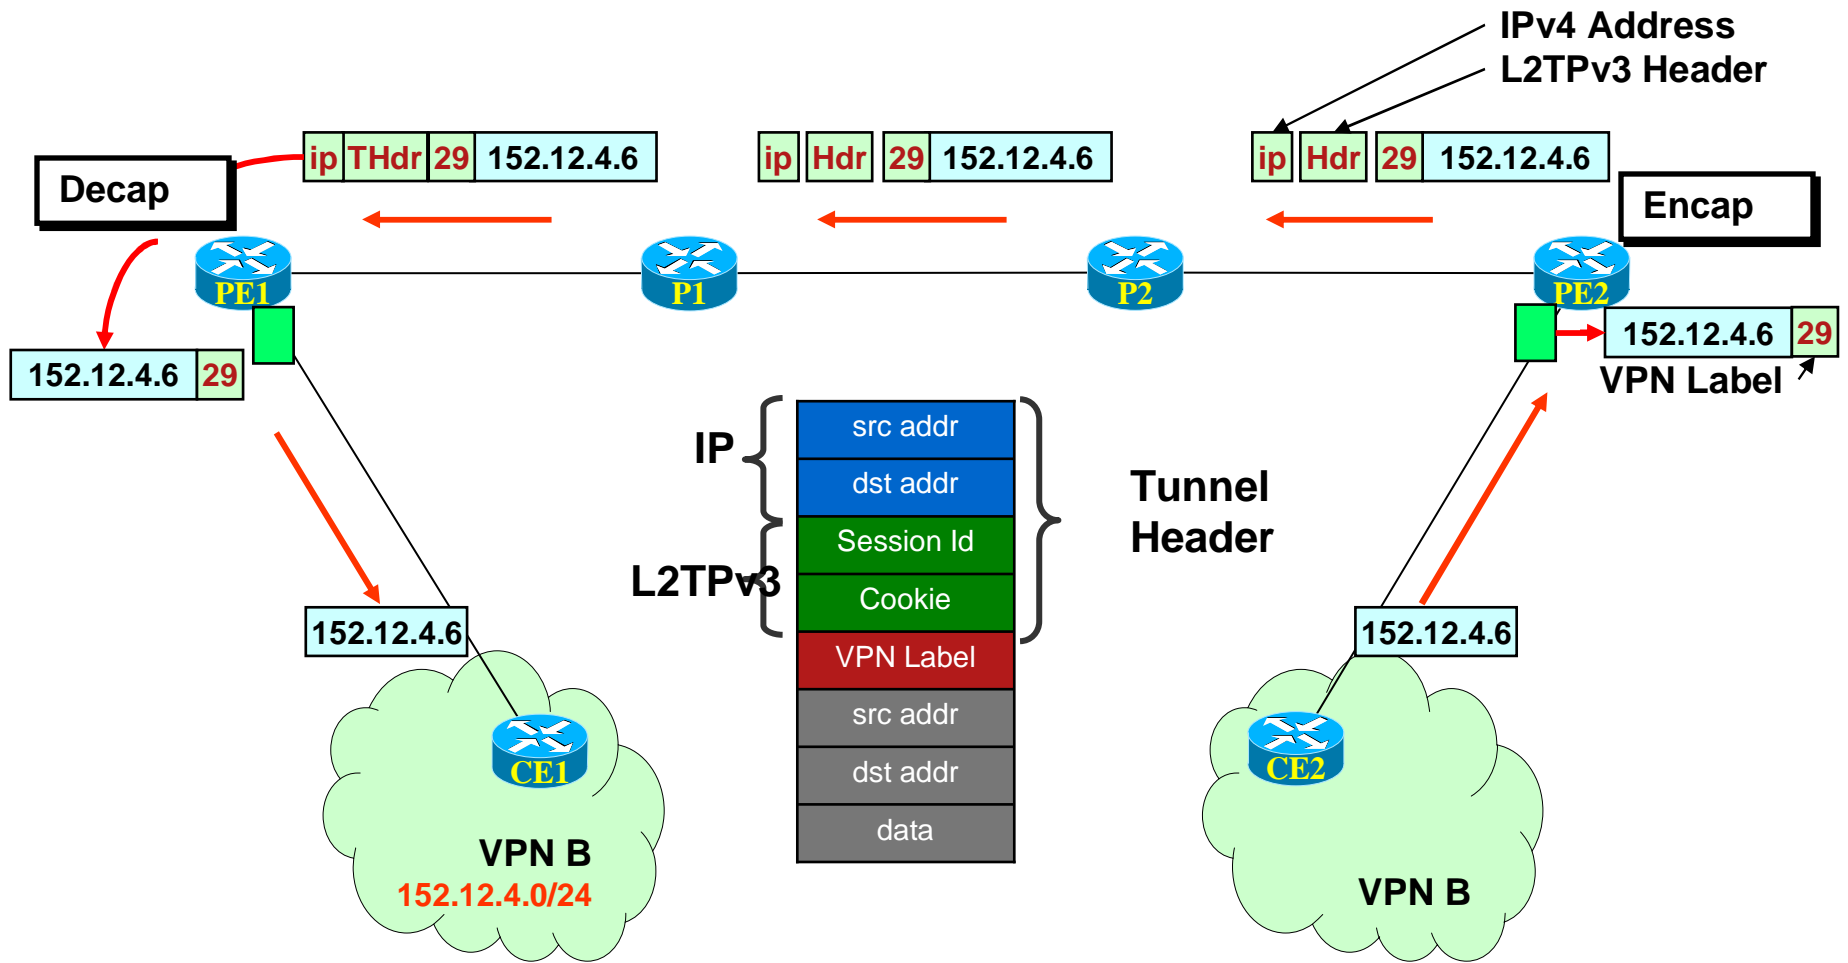 IPv4 Address
L2TPv3 Header
ip THdr 29 152.12.4.6
ip Hdr 29 152.12.4.6
ip Hdr 29 152.12.4.6
Decap
Encap
PE1
P1
P2
PE2
152.12.4.6 29
152.12.4.6 29
VPN Label
IP
L2TPv3
src addr
dst addr
Session Id
Cookie
VPN Label
src addr
dst addr
data
Tunnel
Header
152.12.4.6
152.12.4.6
CE1
CE2
VPN B
152.12.4.0/24
VPN B